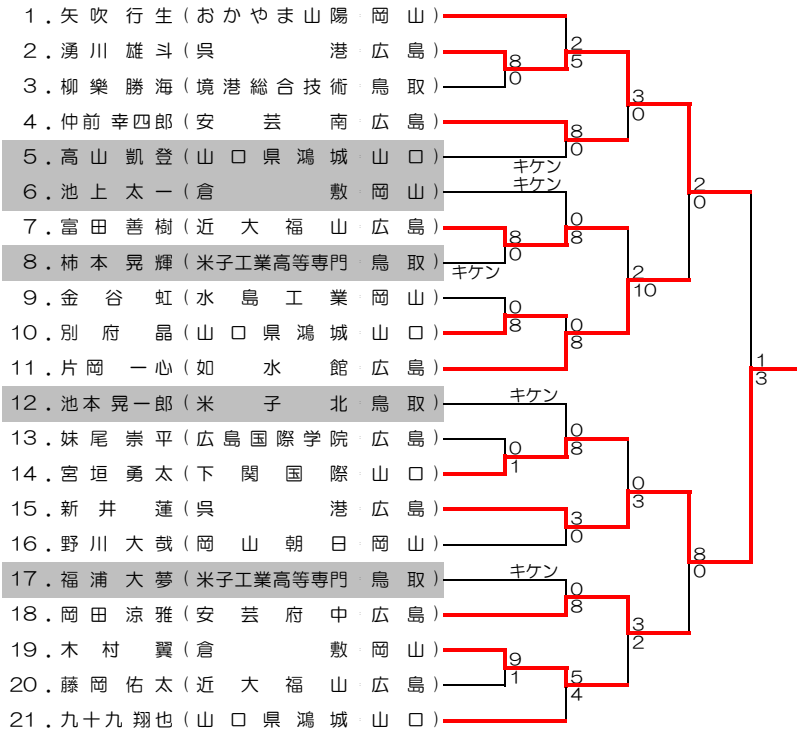 1．矢吹 行生（おかやま山陽 岡山）
2．湧川 雄斗（呉港 広島）
3．柳樂 勝海（境港総合技術 鳥取）
4．仲前 幸四郎（安芸南 広島）
5．高山 凱登（山口県鴻城 山口）
6．池上 太一（倉敷 岡山）
7．富田 善樹（近大福山 広島）
8．柿本 晃輝（米子工業高等専門 鳥取）
9．金谷 虹（水島工業 岡山）
10．別府 晶（山口県鴻城 山口）
11．片岡 一心（如水館 広島）
12．池本 晃一郎（米子北 鳥取）
13．妹尾 崇平（広島国際学院 広島）
14．宮垣 勇太（下関国際 山口）
15．新井 蓮（呉港 広島）
16．野川 大哉（岡山朝日 岡山）
17．福浦 大夢（米子工業高等専門 鳥取）
18．岡田 涼雅（安芸府中 広島）
19．木村 翼（倉敷 岡山）
20．藤岡 佑太（近大福山 広島）
21．九十九 翔也（山口県鴻城 山口）
8
0
キケン
0
8
0
1
9
1
2
5
8
0
キケン
キケン
0
8
0
8
キケン
0
8
3
0
キケン
0
8
5
4
3
0
2
10
0
3
3
2
2
0
8
0
1
3